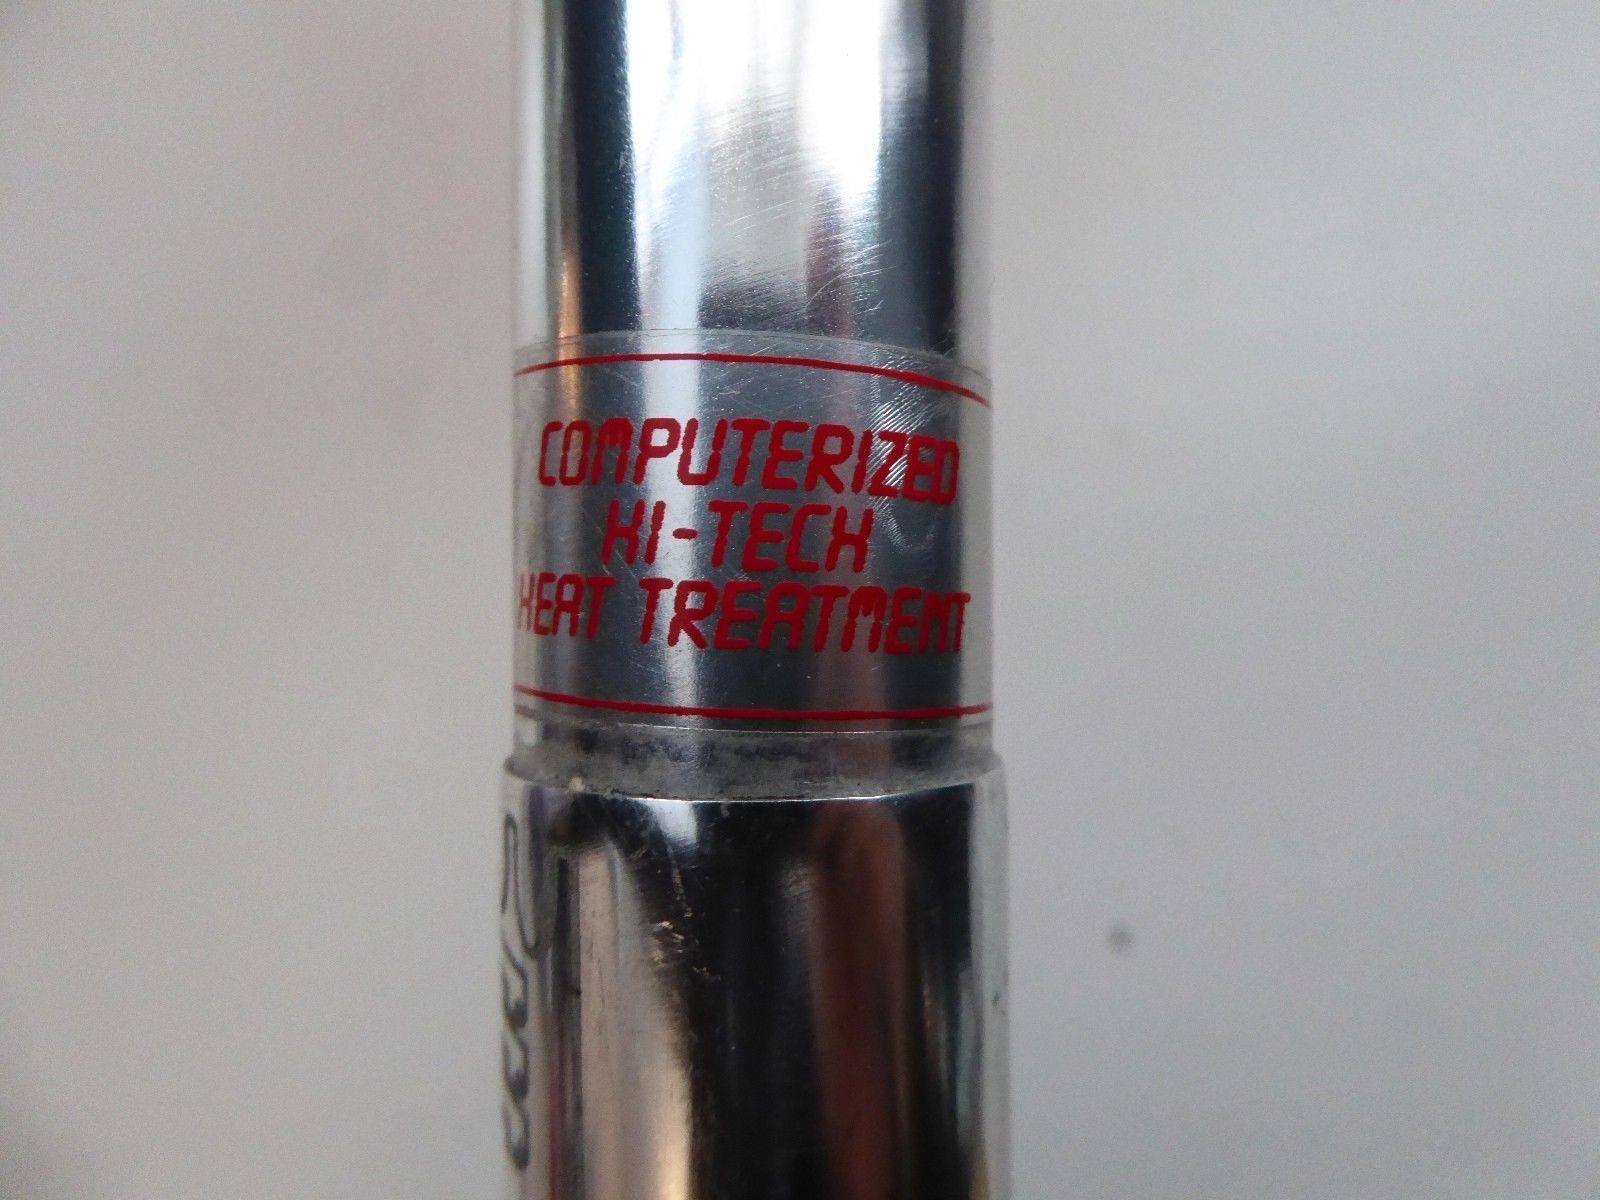 COMPUTERIZED
HI-TECH
HEAT TREATMENT